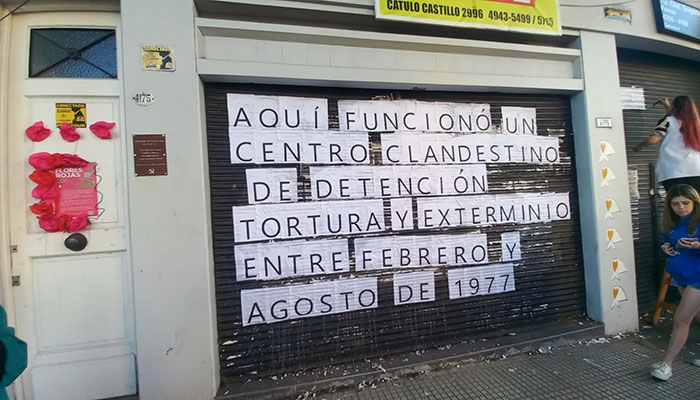 CATULO CASTILLO 2996 4943-5499 /
4175
FLORES
ROJAS
AQUÍ FUNCIONÓ UN
CENTRO CLANDESTINO
DE DETENCIÓN
TORTURA Y EXTERMINIO
ENTRE FEBRERO Y
AGOSTO DE 1977